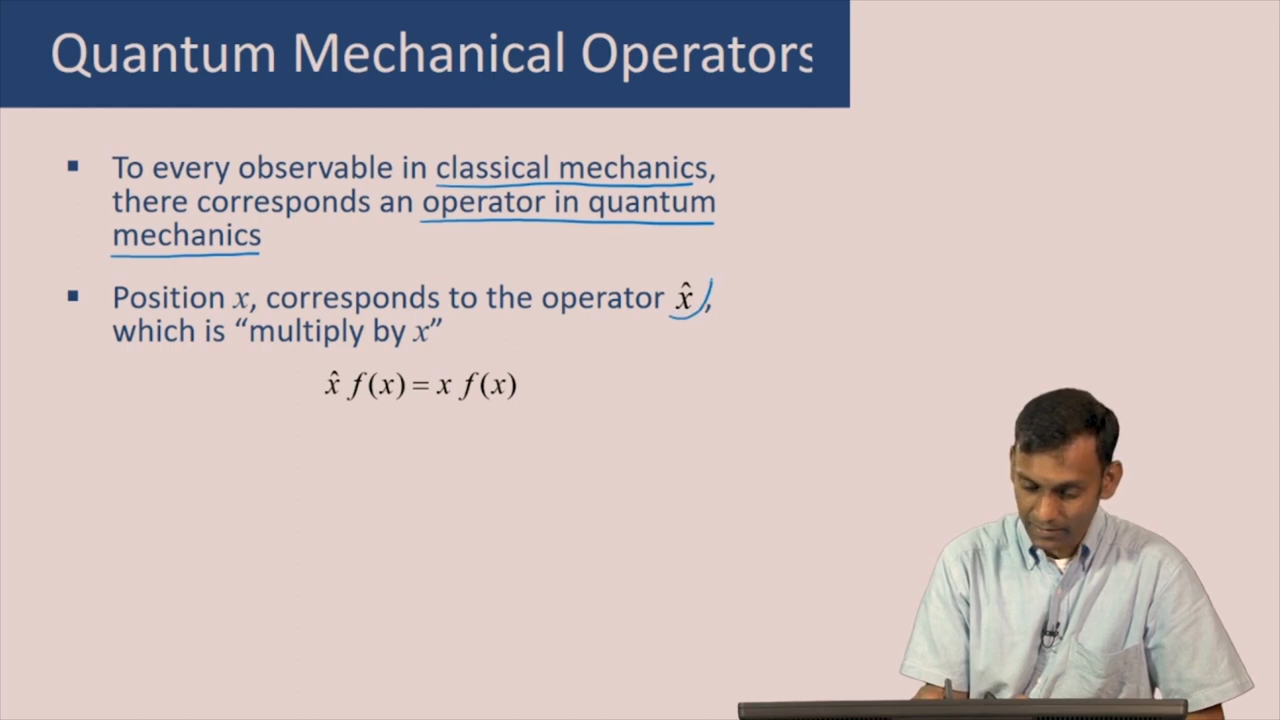 Quantum Mechanical Operators
▪ To every observable in classical mechanics,
there corresponds an operator in quantum
mechanics
▪ Position x, corresponds to the operator x̂ ,
which is “multiply by x”
x̂ f(x) = x f(x)